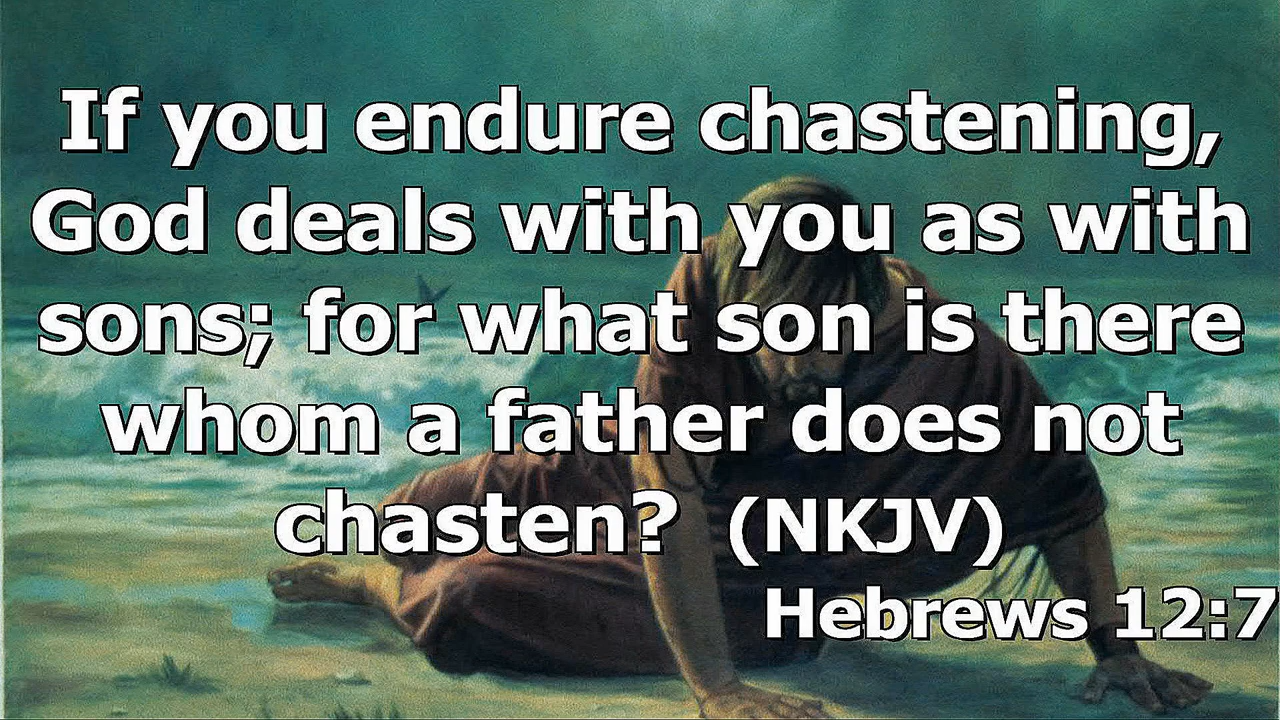 If you endure chastening,
God deals with you as with
sons; for what son is there
whom a father does not
chasten? (NKJV)
Hebrews 12:7